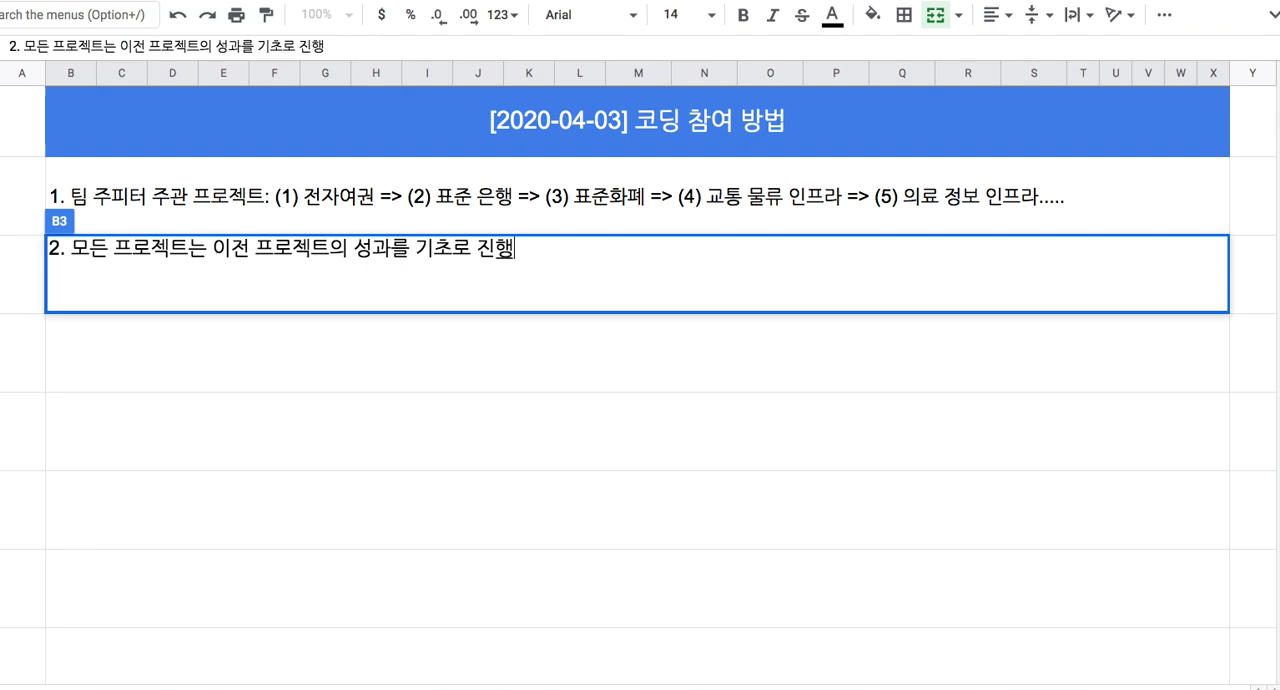 arch the menus (Option+/)
100%
$
%
.0
.00
123
Arial
14
B
I
S
A
2. 모든 프로젝트는 이전 프로젝트의 성과를 기초로 진행
A B C D E F G H I J K L M N O P Q R S T U V W X Y
[2020-04-03] 코딩 참여 방법
1. 팀 주피터 주관 프로젝트: (1) 전자여권 => (2) 표준 은행 => (3) 표준화폐 => (4) 교통 물류 인프라 => (5) 의료 정보 인프라.....
B3
2. 모든 프로젝트는 이전 프로젝트의 성과를 기초로 진행